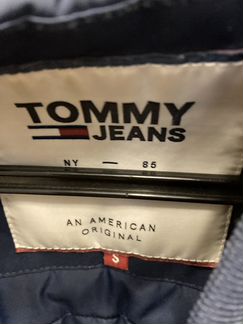 TOMMY
JEANS
NY — 85
AN AMERICAN
ORIGINAL
S